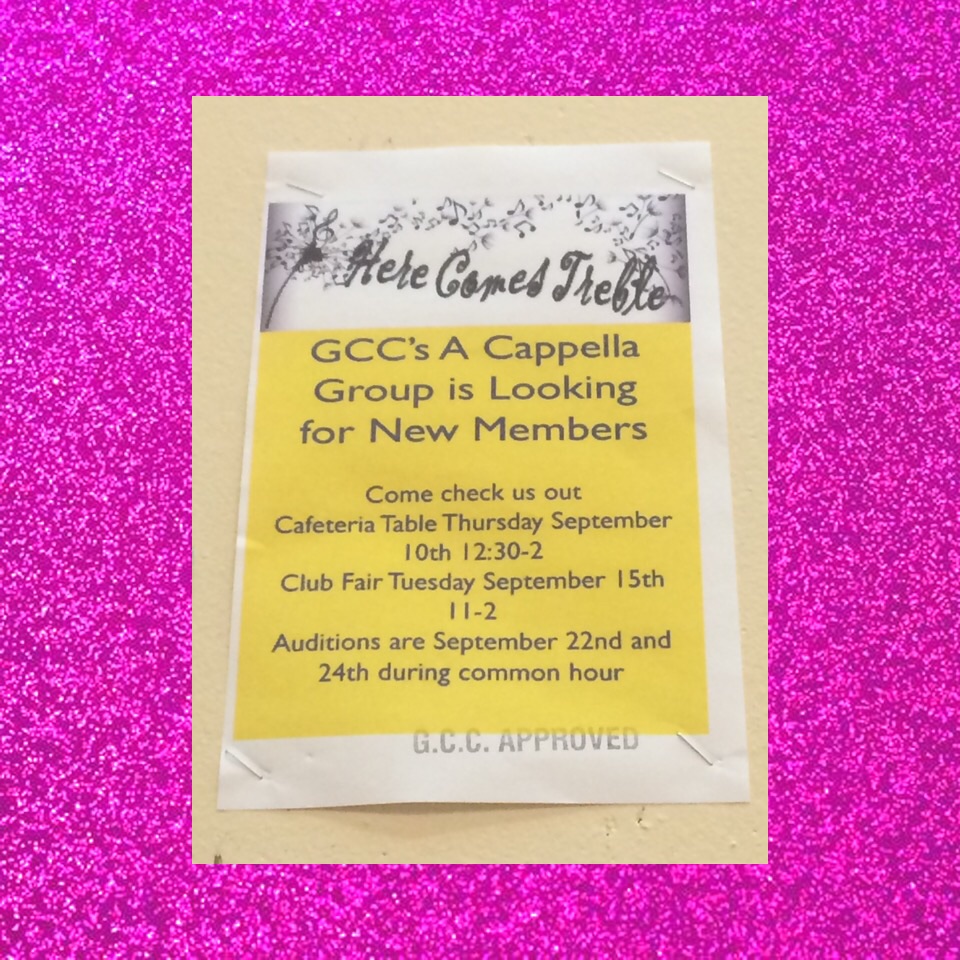 Here Comes Treble
GCC's A Cappella
Group is Looking
for New Members
Come check us out
Cafeteria Table Thursday September
10th 12:30-2
Club Fair Tuesday September 15th
11-2
Auditions are September 22nd and
24th during common hour
G.C.C. APPROVED